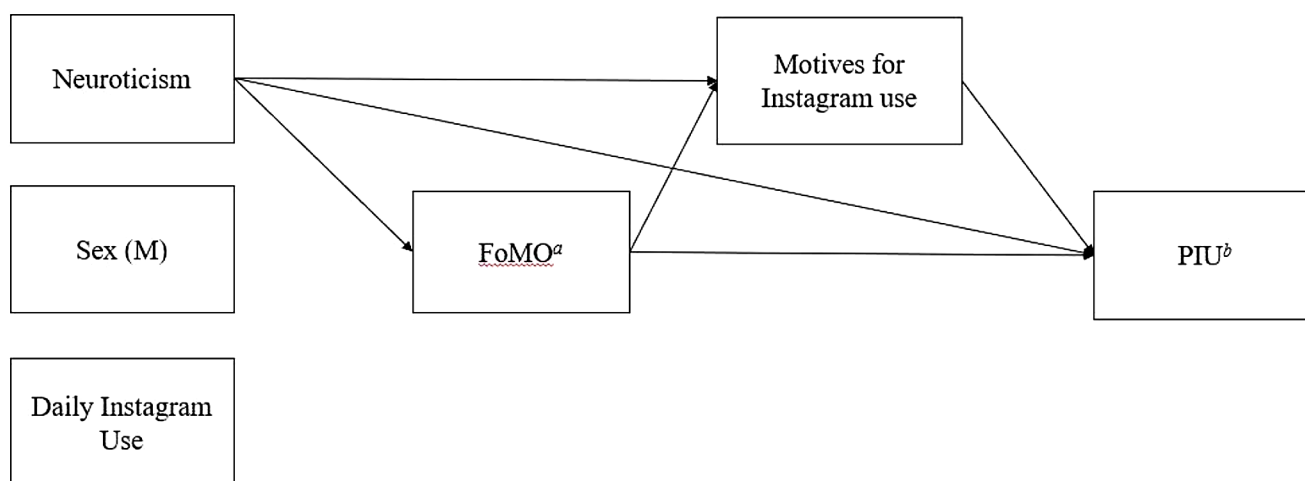 Neuroticism
Motives for
Instagram use
Sex (M)
FoMOᵃ
PIUᵇ
Daily Instagram
Use